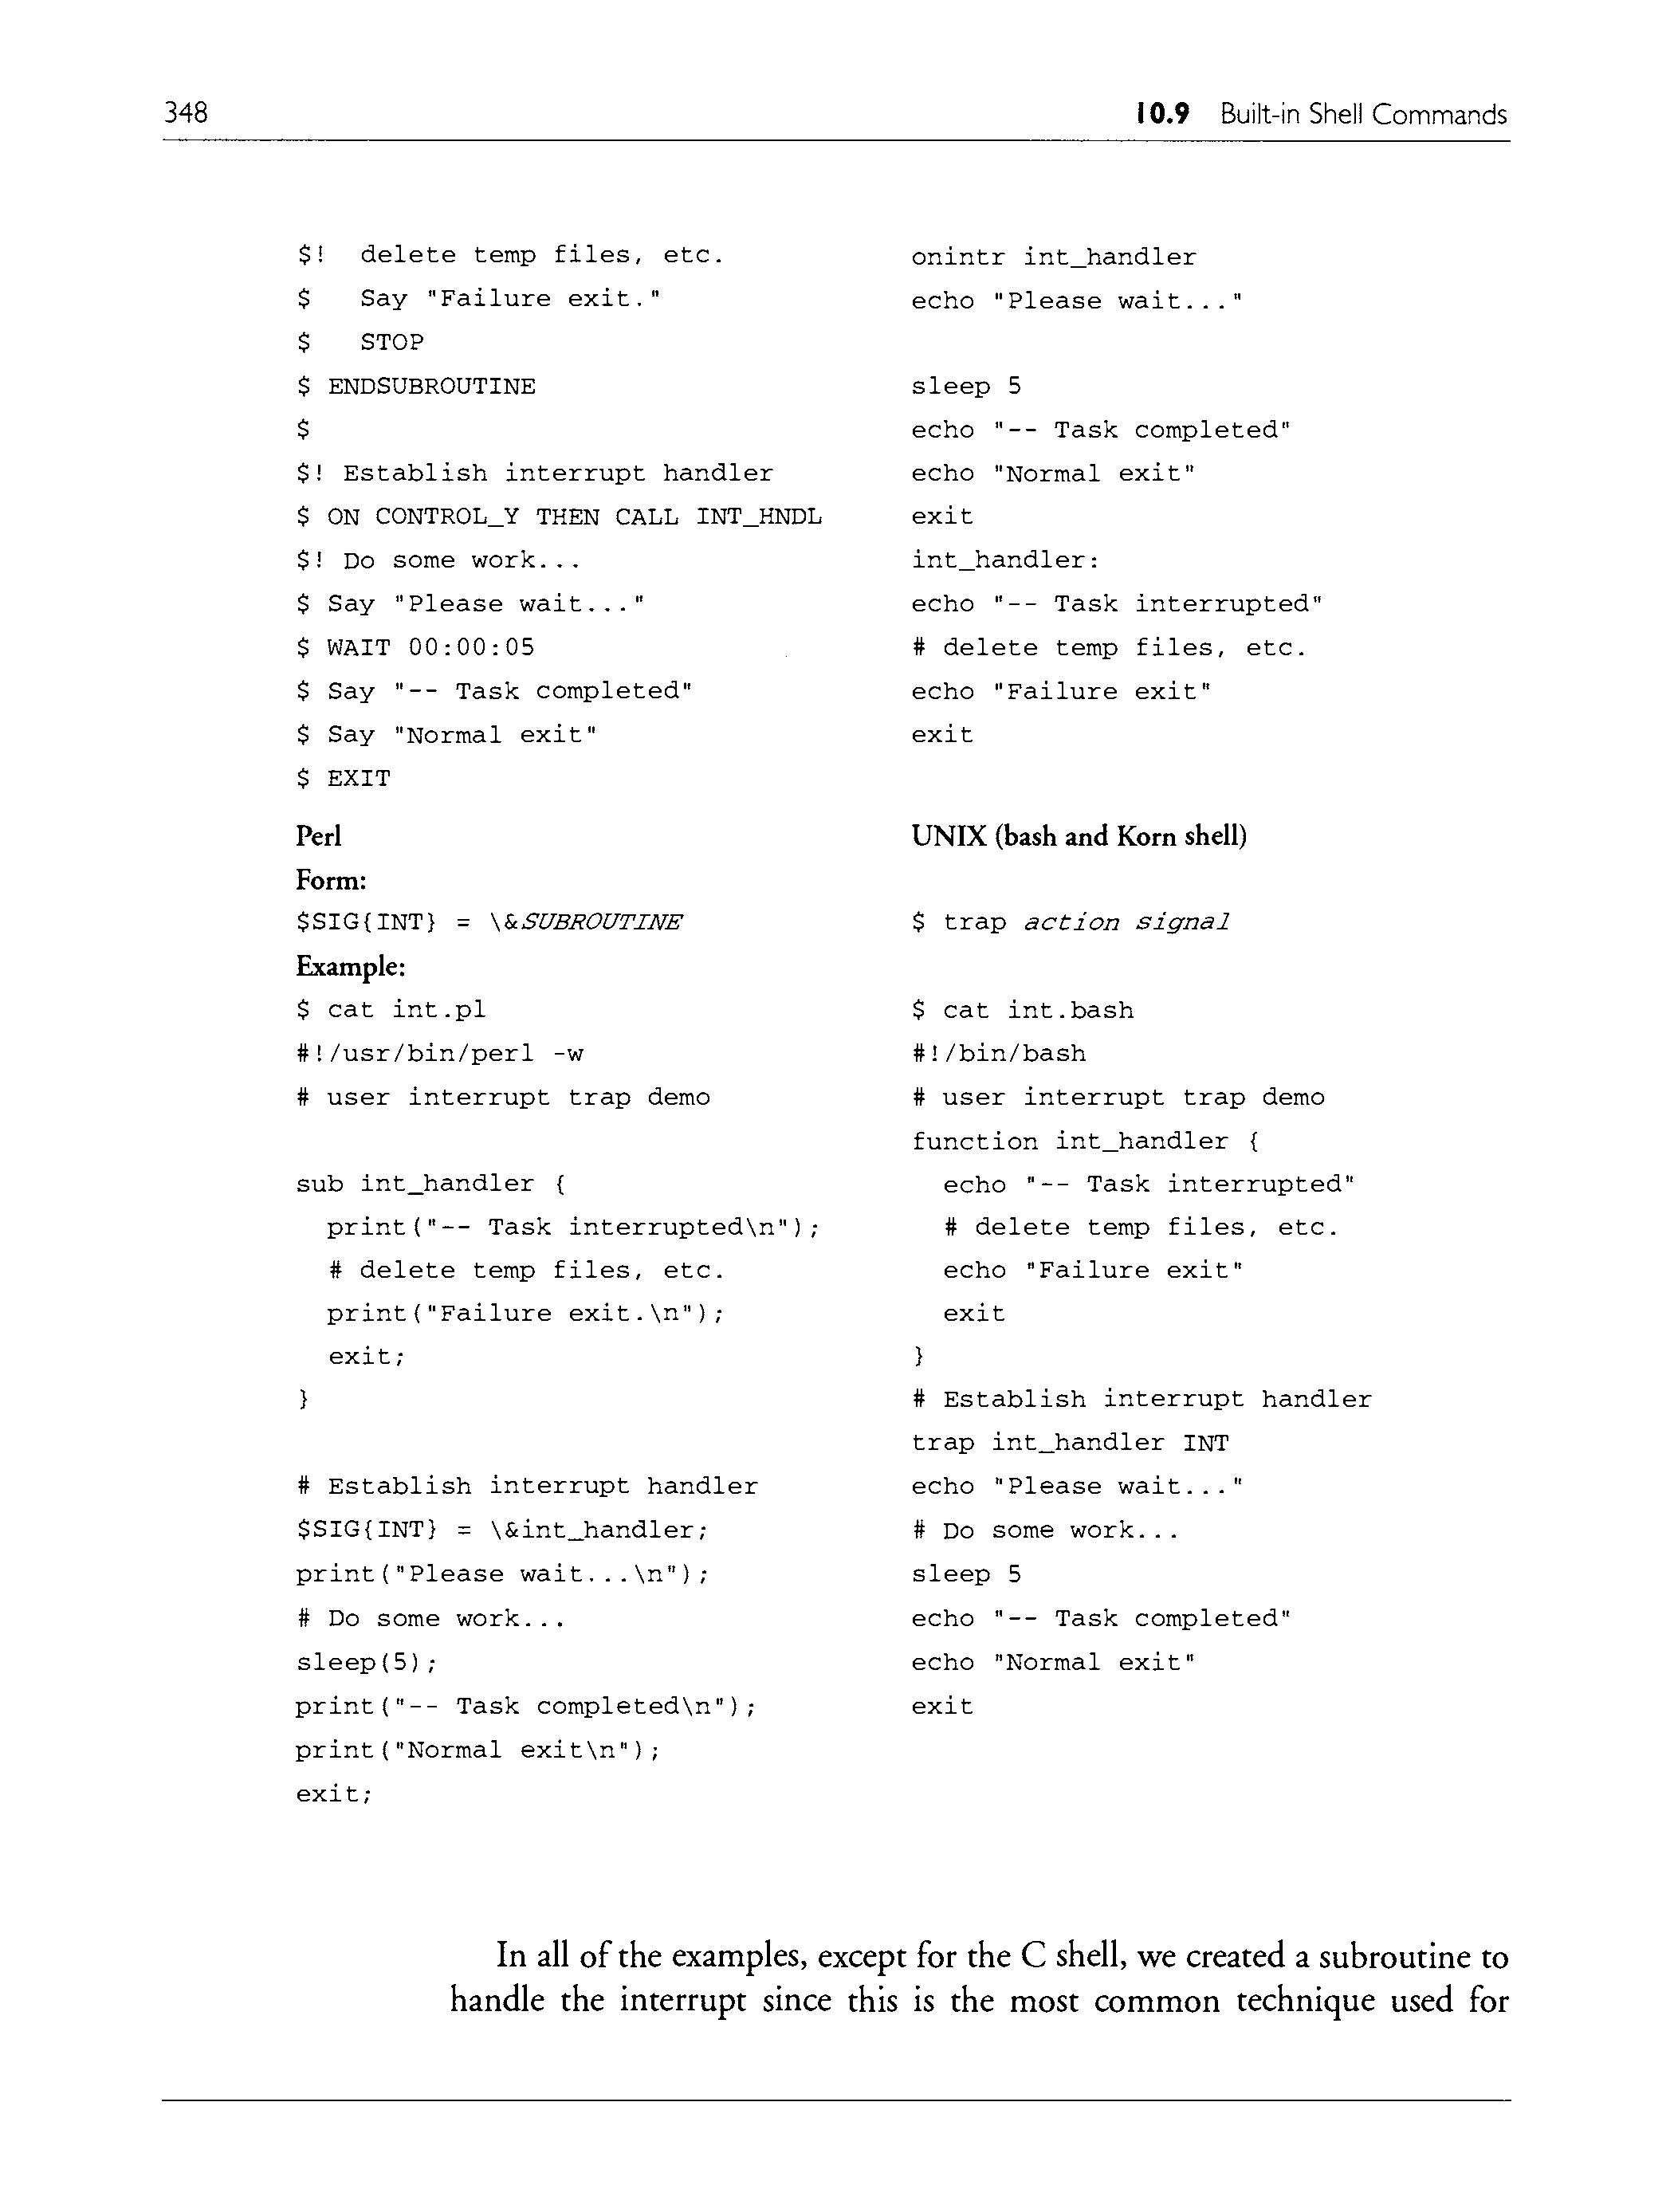 348
10.9 Built-in Shell Commands
$!  delete temp files, etc.
$   Say "Failure exit."
$   STOP
$ ENDSUBROUTINE
$
$! Establish interrupt handler
$ ON CONTROL_Y THEN CALL INT_HNDL
$! Do some work...
$ Say "Please wait..."
$ WAIT 00:00:05
$ Say "-- Task completed"
$ Say "Normal exit"
$ EXIT
onintr int_handler
echo "Please wait..."
sleep 5
echo "-- Task completed"
echo "Normal exit"
exit
int_handler:
echo "-- Task interrupted"
# delete temp files, etc.
echo "Failure exit"
exit
Perl
Form:
$SIG{INT} = \&SUBROUTINE
Example:
$ cat int.pl
#!/usr/bin/perl -w
# user interrupt trap demo
sub int_handler {
  print("-- Task interrupted\n");
  # delete temp files, etc.
  print("Failure exit.\n");
  exit;
}
# Establish interrupt handler
$SIG{INT} = \&int_handler;
print("Please wait...\n");
# Do some work...
sleep(5);
print("-- Task completed\n");
print("Normal exit\n");
exit;
UNIX (bash and Korn shell)
$ trap action signal
$ cat int.bash
#!/bin/bash
# user interrupt trap demo
function int_handler {
  echo "-- Task interrupted"
  # delete temp files, etc.
  echo "Failure exit"
  exit
}
# Establish interrupt handler
trap int_handler INT
echo "Please wait..."
# Do some work...
sleep 5
echo "-- Task completed"
echo "Normal exit"
exit
In all of the examples, except for the C shell, we created a subroutine to
handle the interrupt since this is the most common technique used for